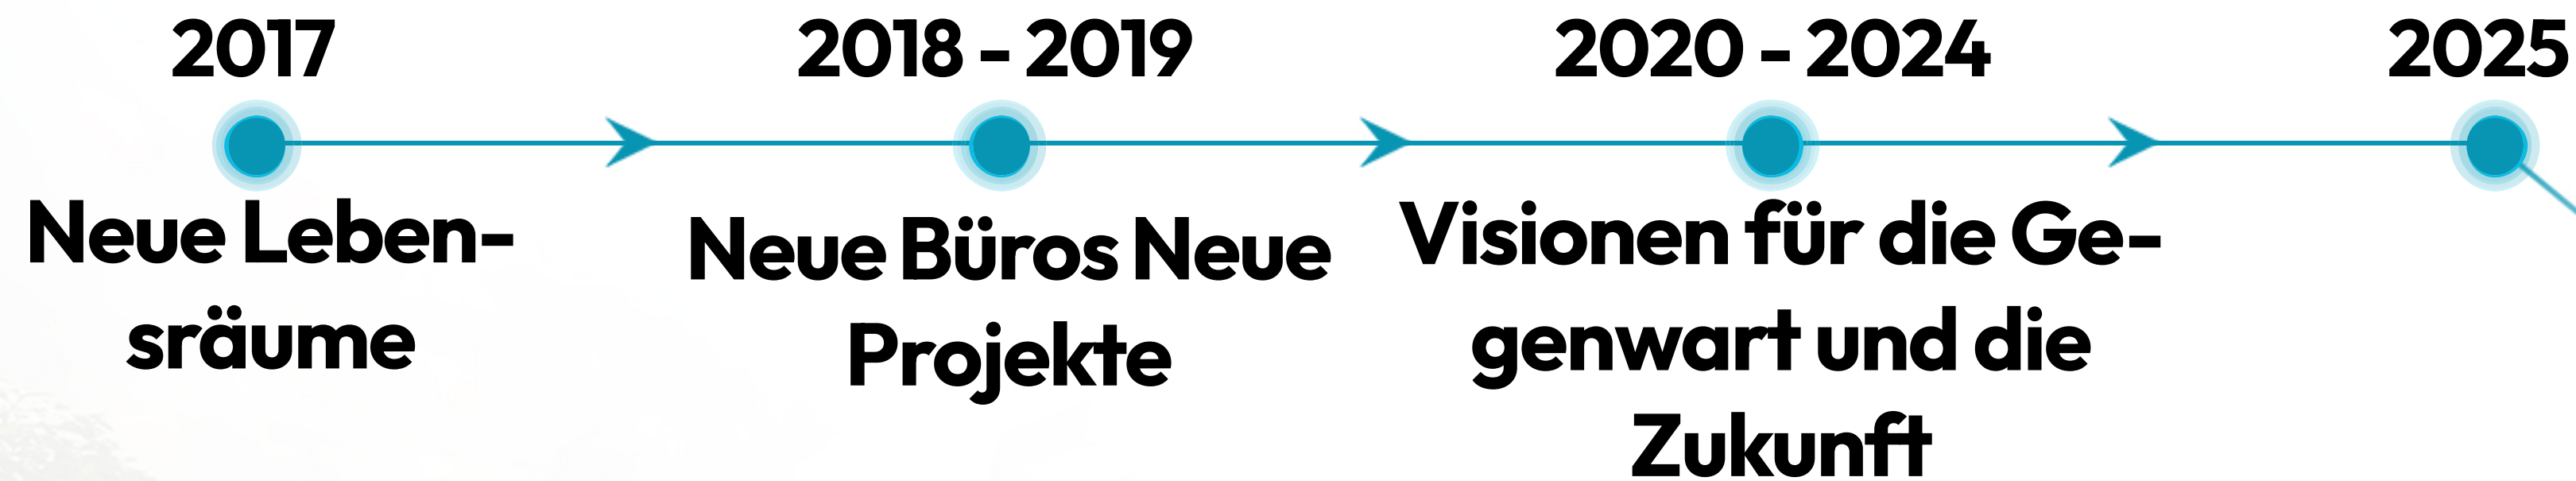 2017
2018 - 2019
2020 - 2024
2025
Neue Leben-
sräume
Neue Büros Neue
Projekte
Visionen für die Ge-
genwart und die
Zukunft